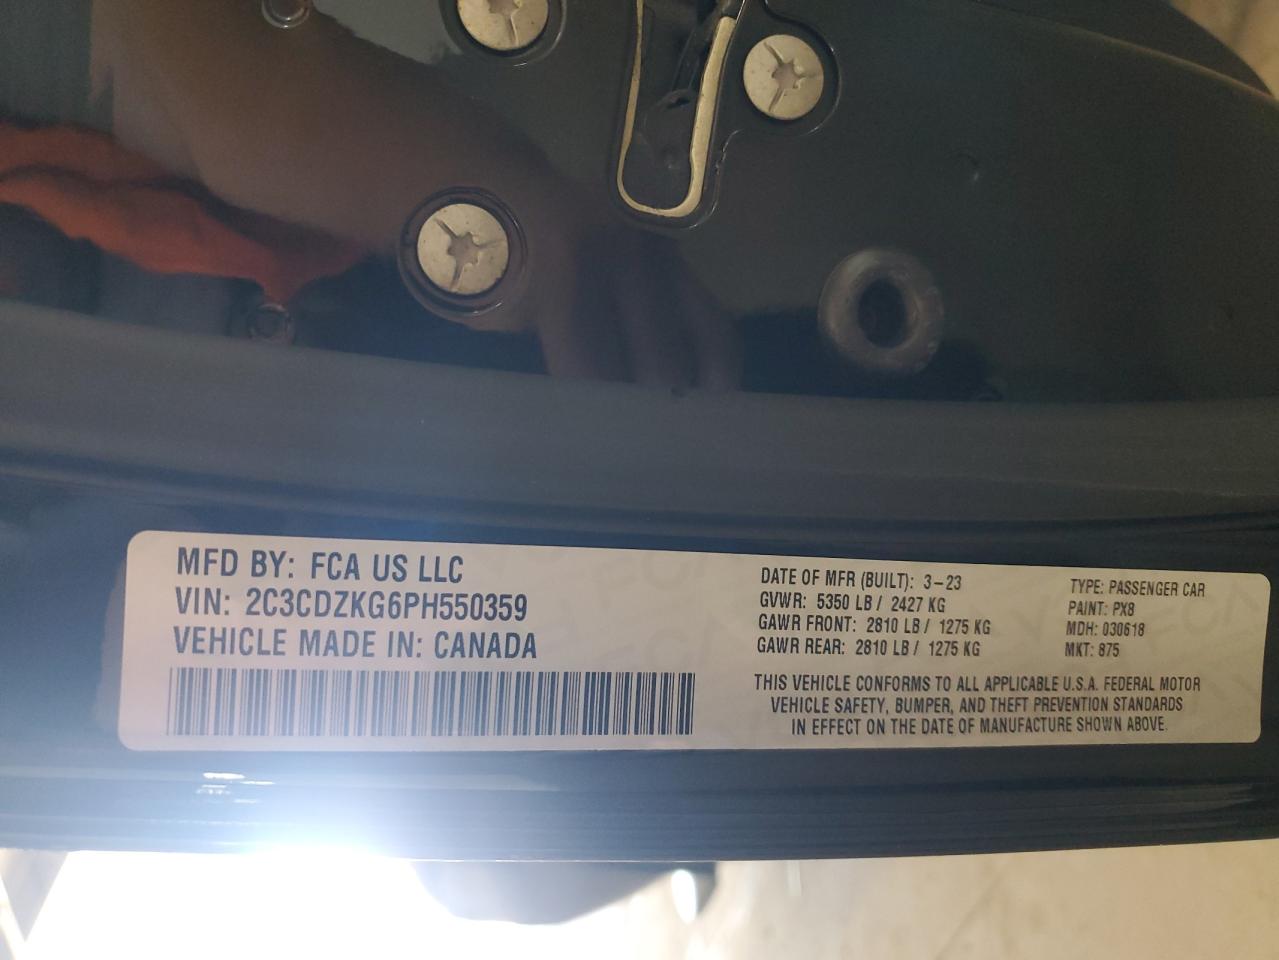 MFD BY: FCA US LLC
VIN: 2C3CDZKG6PH550359
VEHICLE MADE IN: CANADA
DATE OF MFR (BUILT): 3-23
GVWR: 5350 LB / 2427 KG
GAWR FRONT: 2810 LB / 1275 KG
GAWR REAR: 2810 LB / 1275 KG
TYPE: PASSENGER CAR
PAINT: PX8
MDH: 030618
MKT: 875
THIS VEHICLE CONFORMS TO ALL APPLICABLE U.S.A. FEDERAL MOTOR
VEHICLE SAFETY, BUMPER, AND THEFT PREVENTION STANDARDS
IN EFFECT ON THE DATE OF MANUFACTURE SHOWN ABOVE.